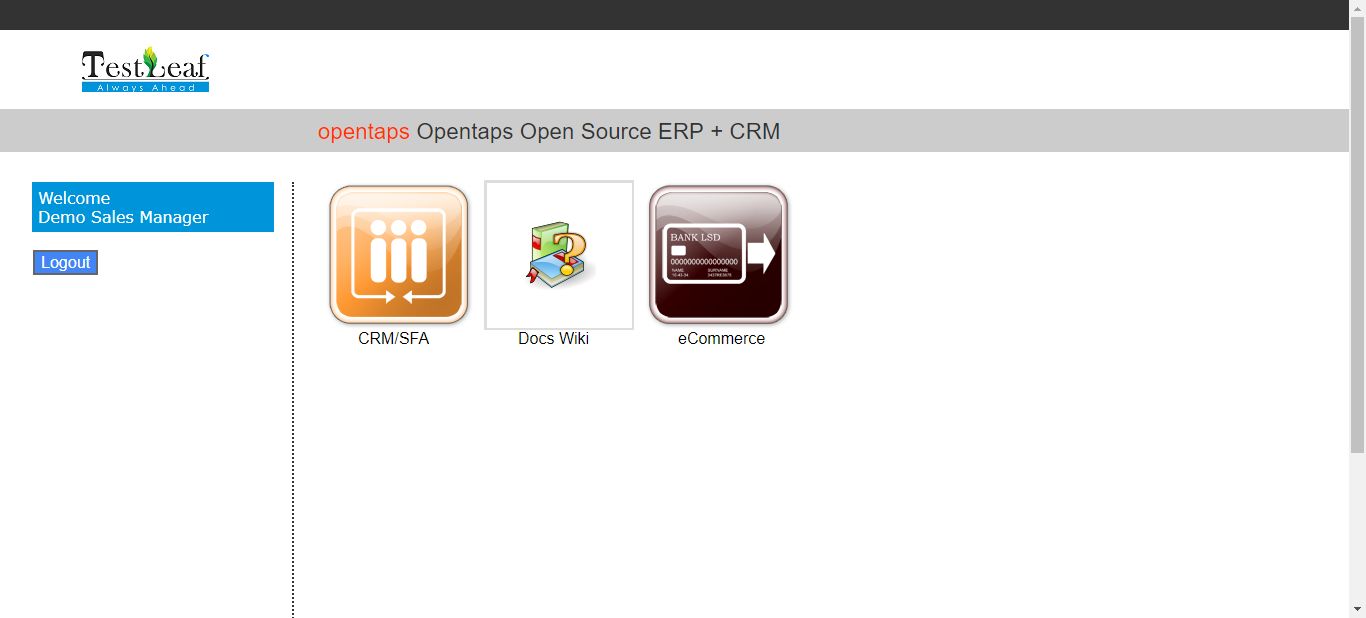 TestLeaf
Always Ahead
opentaps Opentaps Open Source ERP + CRM
Welcome
Demo Sales Manager
Logout
BANK LSD
0000000000000000
NAME SURNAME
CRM/SFA
Docs Wiki
eCommerce